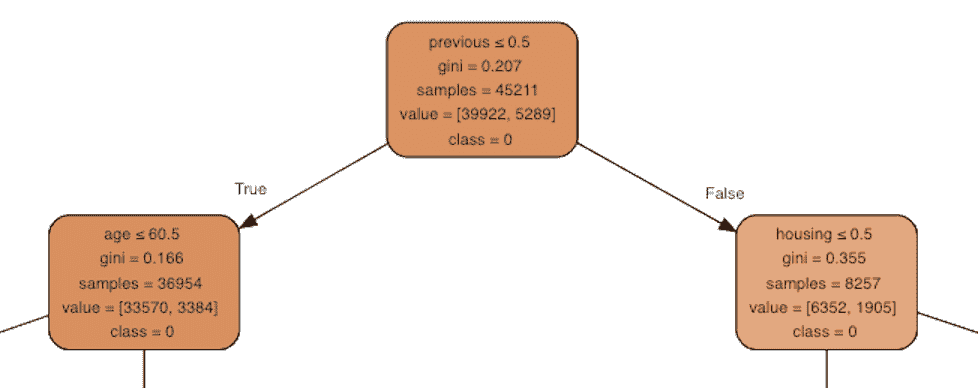 previous ≤ 0.5
gini = 0.207
samples = 45211
value = [39922, 5289]
class = 0
True
False
age ≤ 60.5
gini = 0.166
samples = 36954
value = [33570, 3384]
class = 0
housing ≤ 0.5
gini = 0.355
samples = 8257
value = [6352, 1905]
class = 0